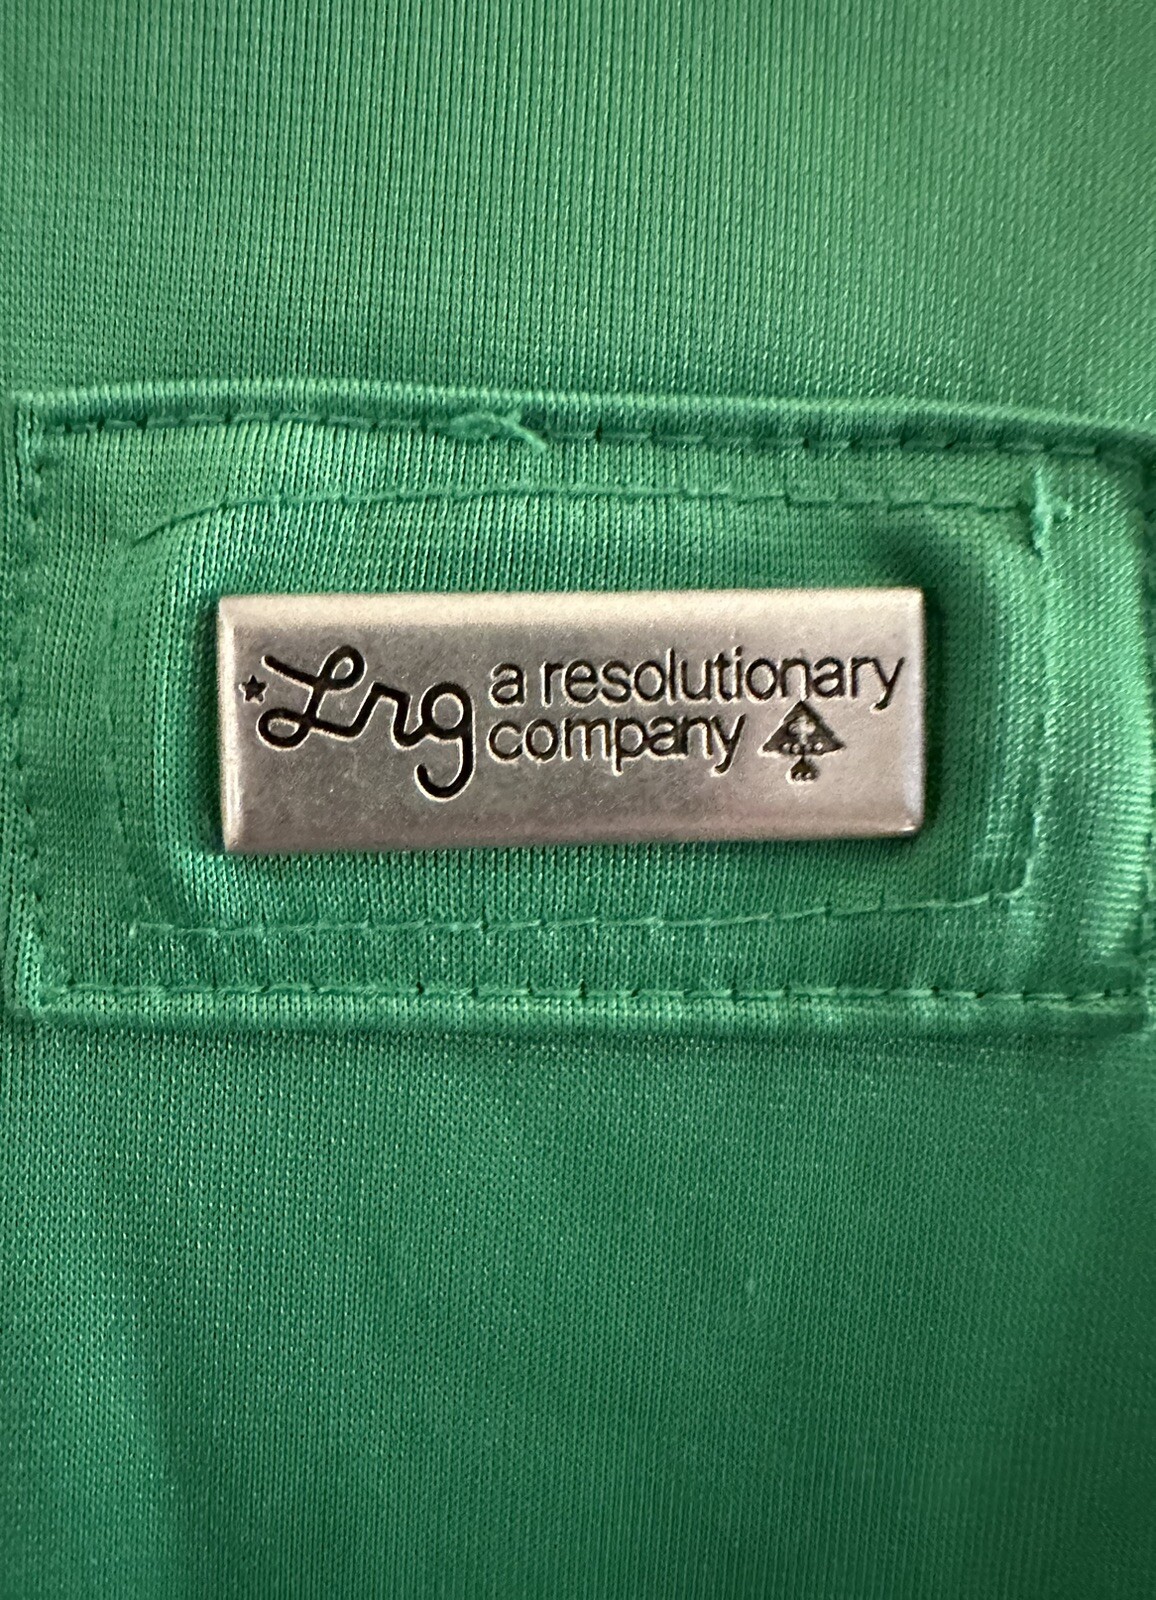 Lrg
a resolutionary
company